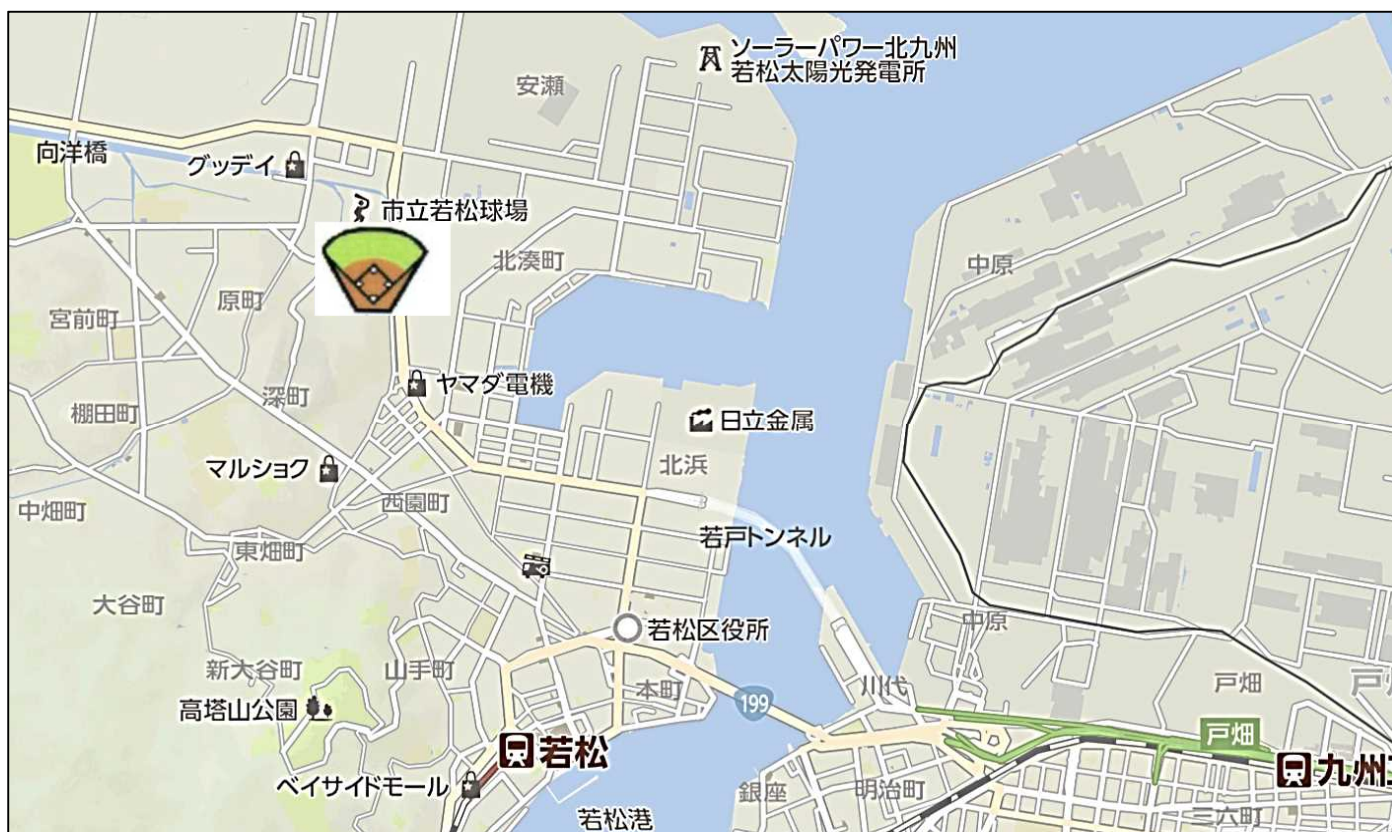 ソーラーパワー北九州
若松太陽光発電所
安瀬
向洋橋
グッデイ
市立若松球場
北湊町
中原
原町
宮前町
深町
ヤマダ電機
棚田町
日立金属
マルショク
北浜
西園町
中畑町
若戸トンネル
東畑町
大谷町
中原
若松区役所
新大谷町
山手町
本町
川代
戸畑
戸
高塔山公園
199
戸畑
若松
九州工
ベイサイドモール
銀座
明治町
三六町
若松港